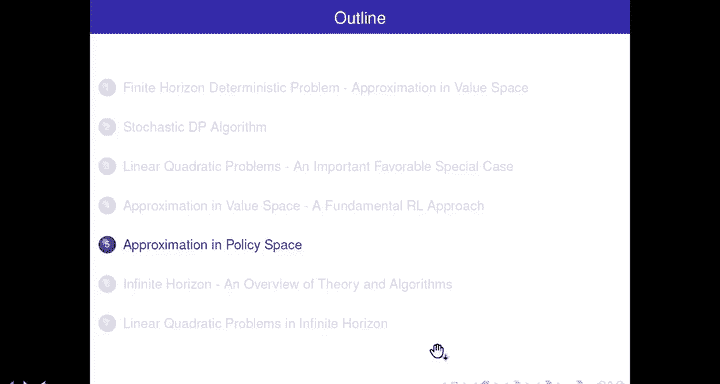 Outline
1 Finite Horizon Deterministic Problem - Approximation in Value Space
2 Stochastic DP Algorithm
3 Linear Quadratic Problems - An Important Favorable Special Case
4 Approximation in Value Space - A Fundamental RL Approach
5 Approximation in Policy Space
6 Infinite Horizon - An Overview of Theory and Algorithms
7 Linear Quadratic Problems in Infinite Horizon